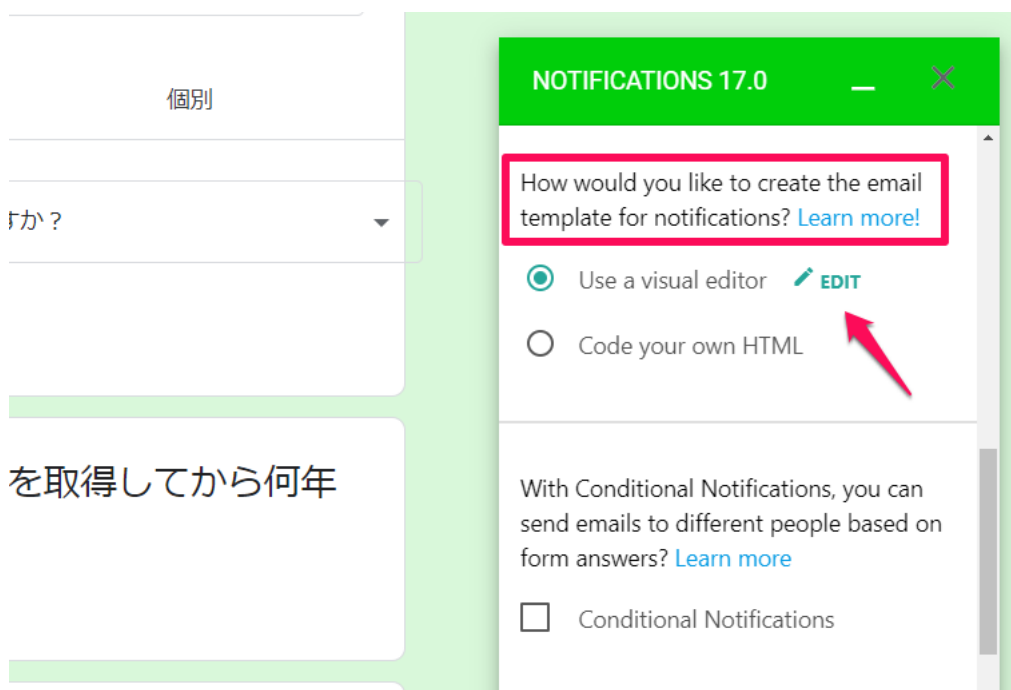 個別
すか？
を取得してから何年
NOTIFICATIONS 17.0
How would you like to create the email
template for notifications? Learn more!
Use a visual editor EDIT
Code your own HTML
With Conditional Notifications, you can
send emails to different people based on
form answers? Learn more
Conditional Notifications